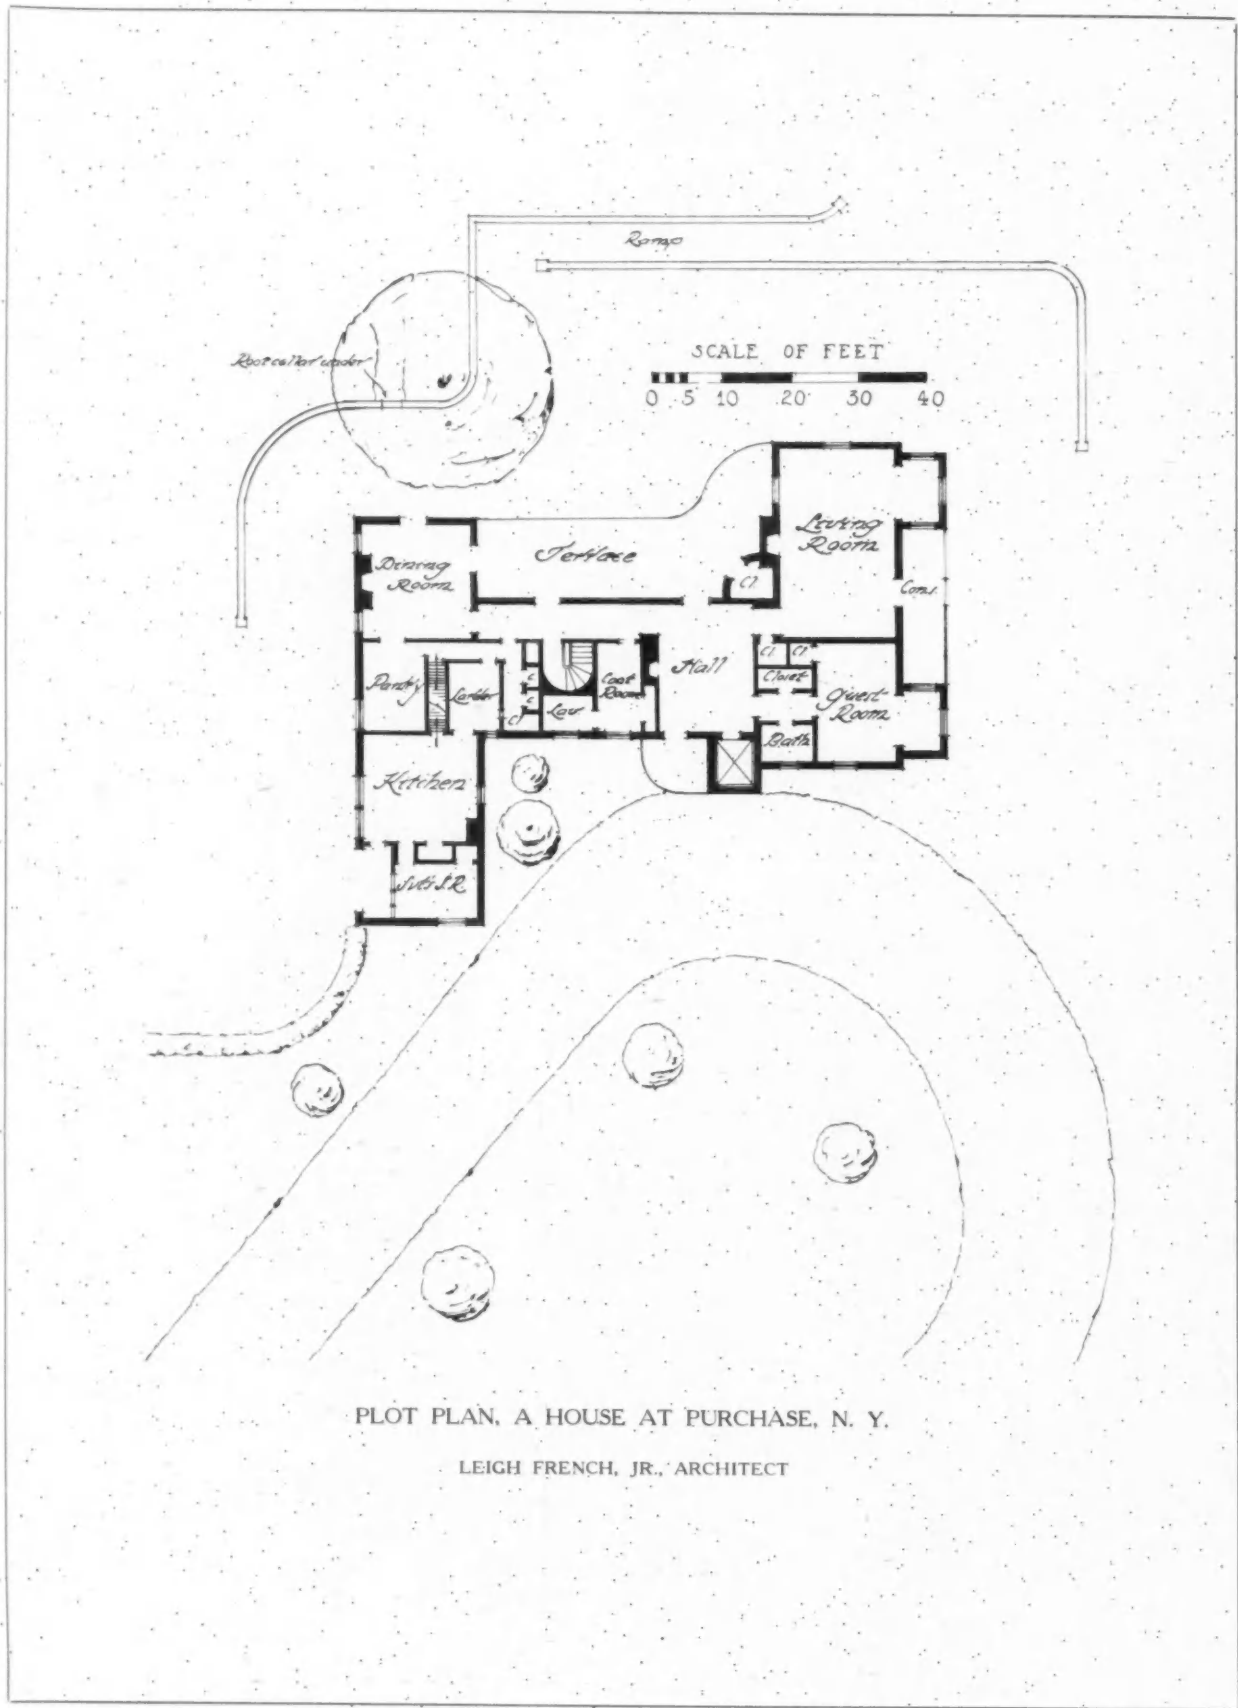 Ramp
Root cellar under
SCALE OF FEET
0 5 10 20 30 40
Living
Room
Terrace
Dining
Room
Cl.
Cons.
Hall
Cl. Cl.
Closet
Pantry
Larder
C
C
Cl
Coat
Room
Lav.
Guest
Room
Bath
Kitchen
PLOT PLAN, A HOUSE AT PURCHASE, N. Y.
LEIGH FRENCH, JR., ARCHITECT